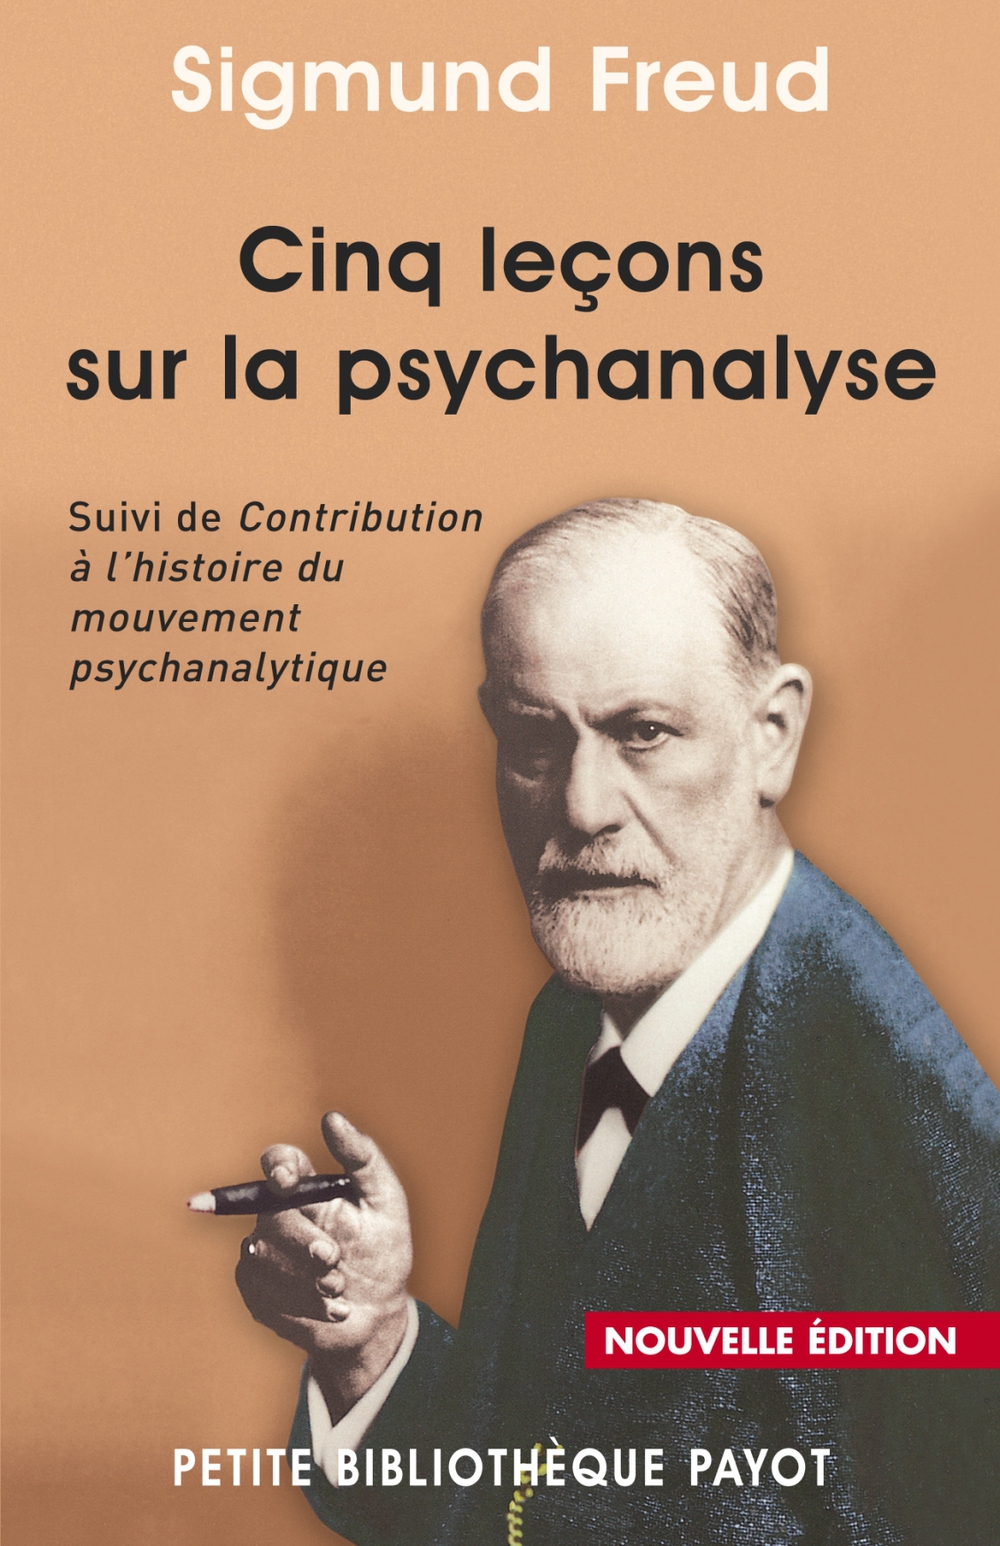 Sigmund Freud
Cinq leçons
sur la psychanalyse
Suivi de Contribution
à l’histoire du
mouvement
psychanalytique
NOUVELLE ÉDITION
PETITE BIBLIOTHÈQUE PAYOT